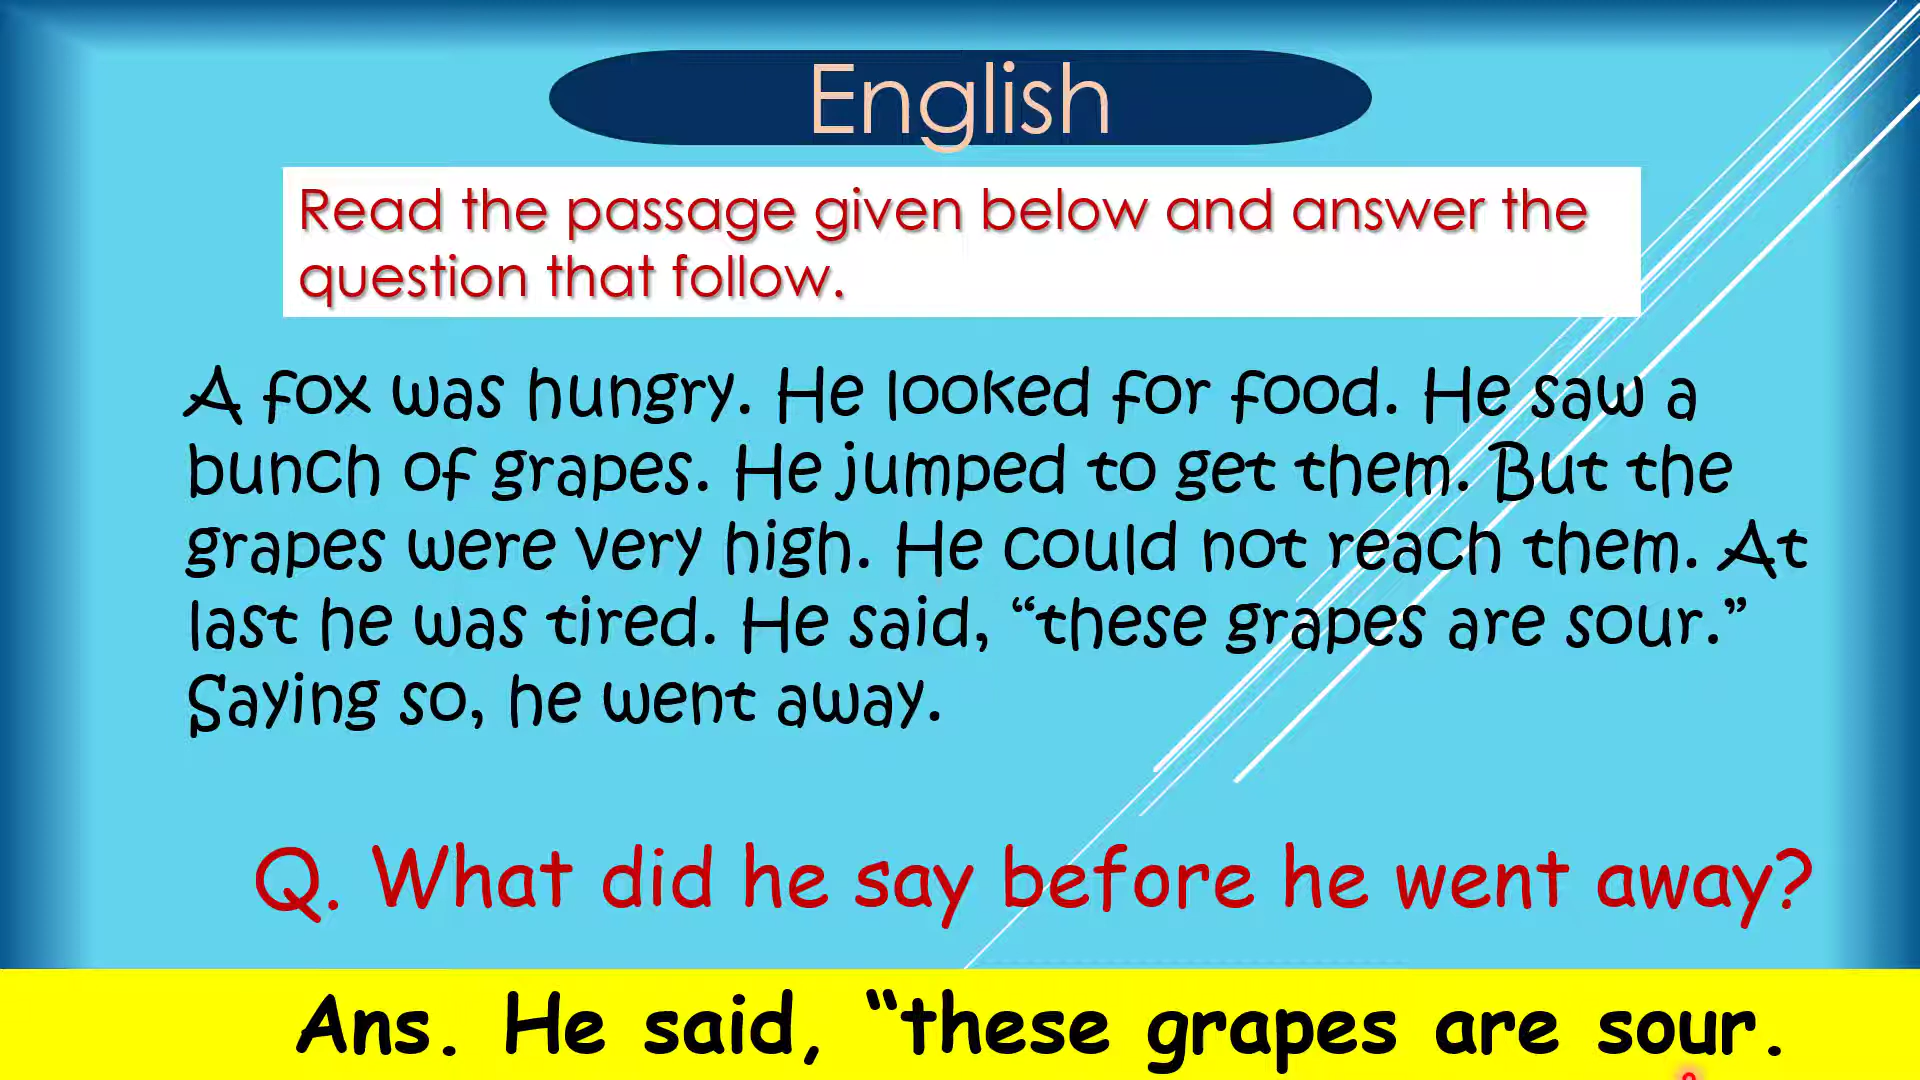 English
Read the passage given below and answer the
question that follow.
A fox was hungry. He looked for food. He saw a
bunch of grapes. He jumped to get them. But the
grapes were very high. He could not reach them. At
last he was tired. He said, “these grapes are sour.”
Saying so, he went away.
Q. What did he say before he went away?
Ans. He said, “these grapes are sour.